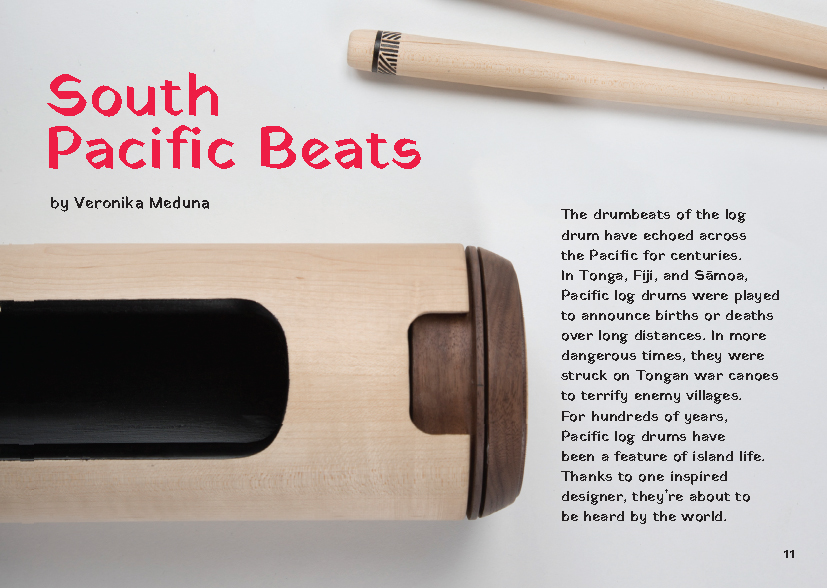 South
Pacific Beats
by Veronika Meduna
The drumbeats of the log
drum have echoed across
the Pacific for centuries.
In Tonga, Fiji, and Sāmoa,
Pacific log drums were played
to announce births or deaths
over long distances. In more
dangerous times, they were
struck on Tongan war canoes
to terrify enemy villages.
For hundreds of years,
Pacific log drums have
been a feature of island life.
Thanks to one inspired
designer, they're about to
be heard by the world.
11